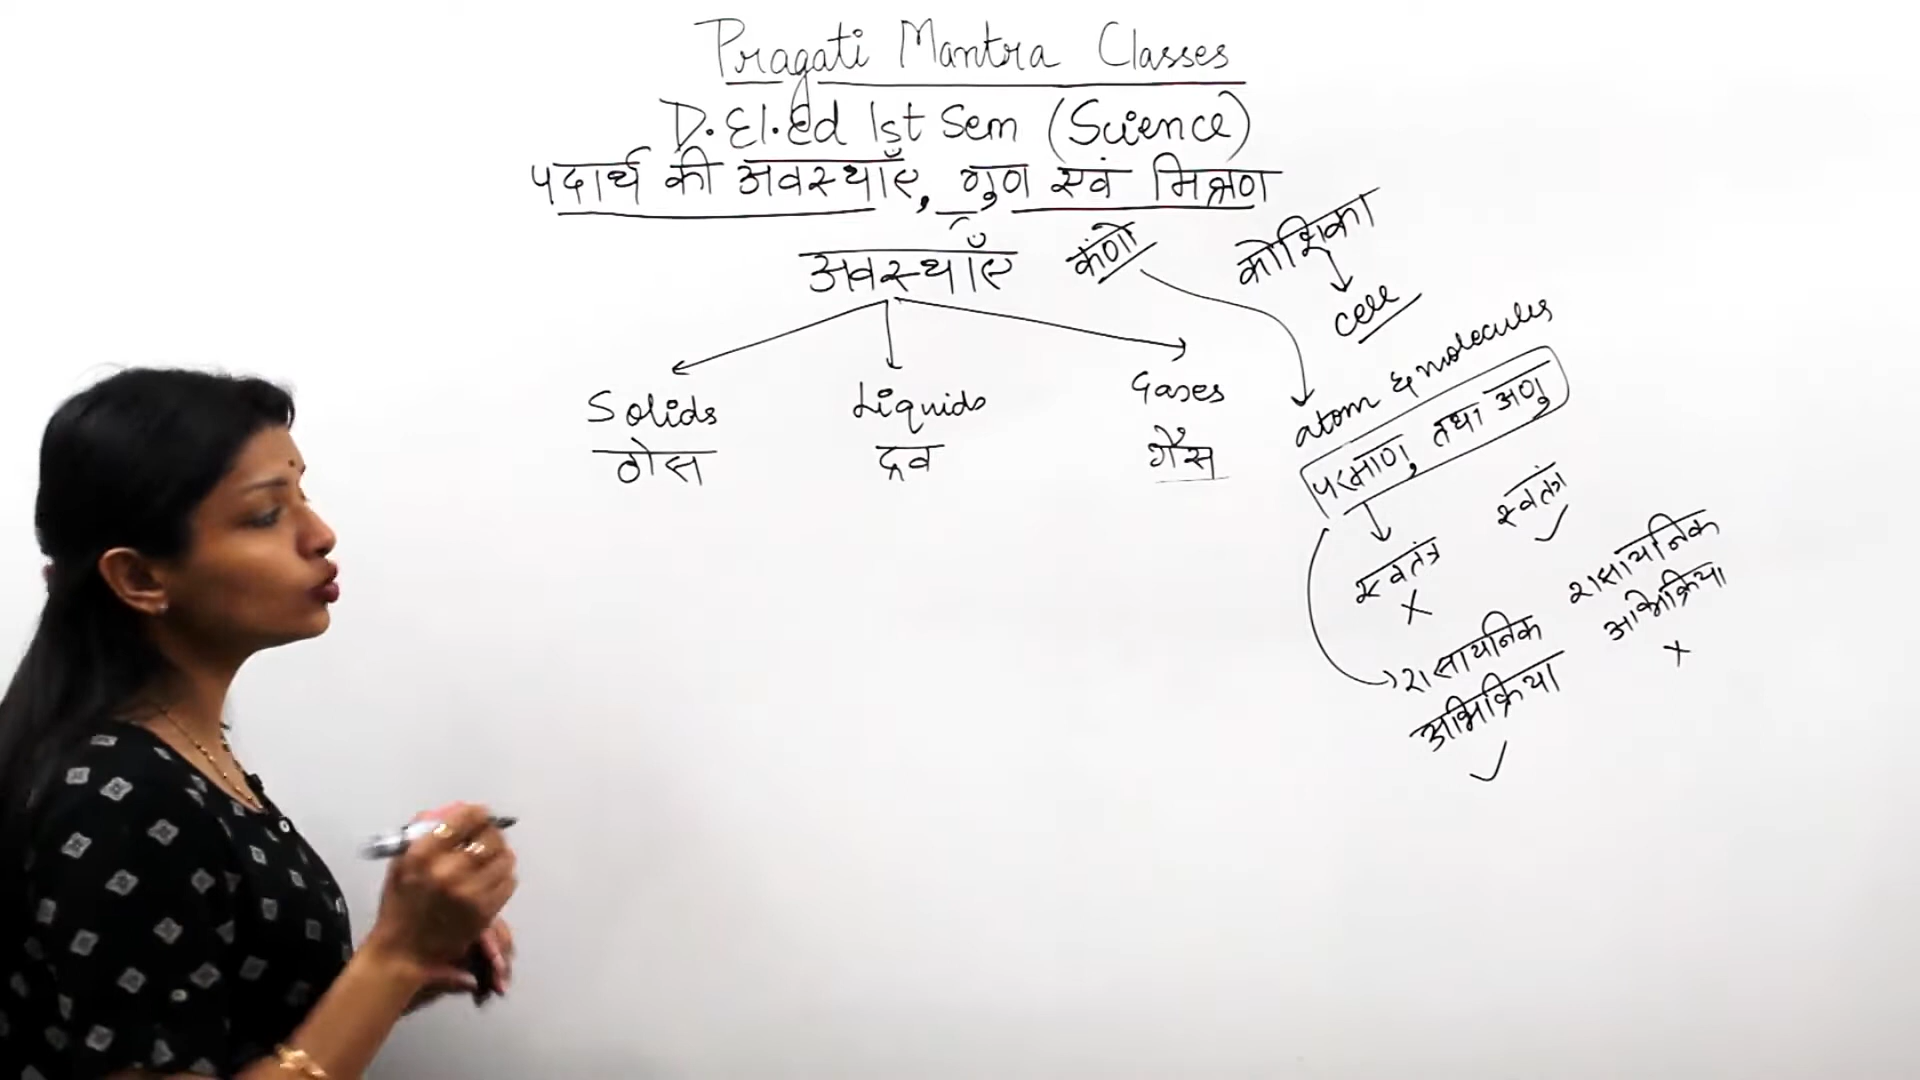 Pragati Mantra Classes
D.El.Ed 1st Sem (Science)
पदार्थ की अवस्थाएँ, गुण एवं मिश्रण
अवस्थाएँ
कणों
कोशिका
cell
Solids
ठोस
Liquids
द्रव
Gases
गैस
atom & molecules
परमाणु तथा अणु
स्वतंत्र
x
स्वतंत्र
✓
रासायनिक
अभिक्रिया
✓
रासायनिक
अभिक्रिया
x